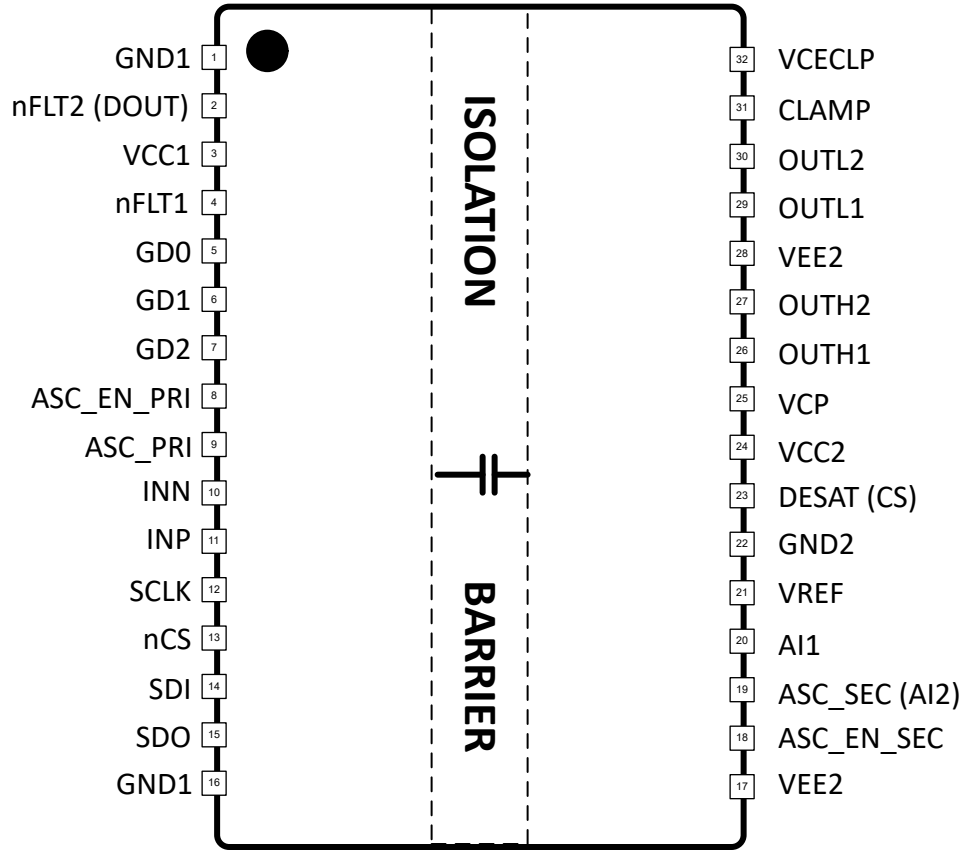 GND1 1
nFLT2 (DOUT) 2
VCC1 3
nFLT1 4
GD0 5
GD1 6
GD2 7
ASC_EN_PRI 8
ASC_PRI 9
INN 10
INP 11
SCLK 12
nCS 13
SDI 14
SDO 15
GND1 16
ISOLATION
BARRIER
32 VCECLP
31 CLAMP
30 OUTL2
29 OUTL1
28 VEE2
27 OUTH2
26 OUTH1
25 VCP
24 VCC2
23 DESAT (CS)
22 GND2
21 VREF
20 AI1
19 ASC_SEC (AI2)
18 ASC_EN_SEC
17 VEE2